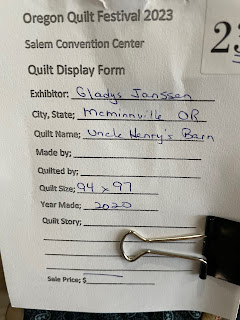 Oregon Quilt Festival 2023
Salem Convention Center
Quilt Display Form
Exhibitor: Gladys Janssen
City, State; McMinnville OR
Quilt Name; Uncle Henry's Barn
Made by;
Quilted by;
Quilt Size; 94 x 97
Year Made; 2020
Quilt Story;
Sale Price; $